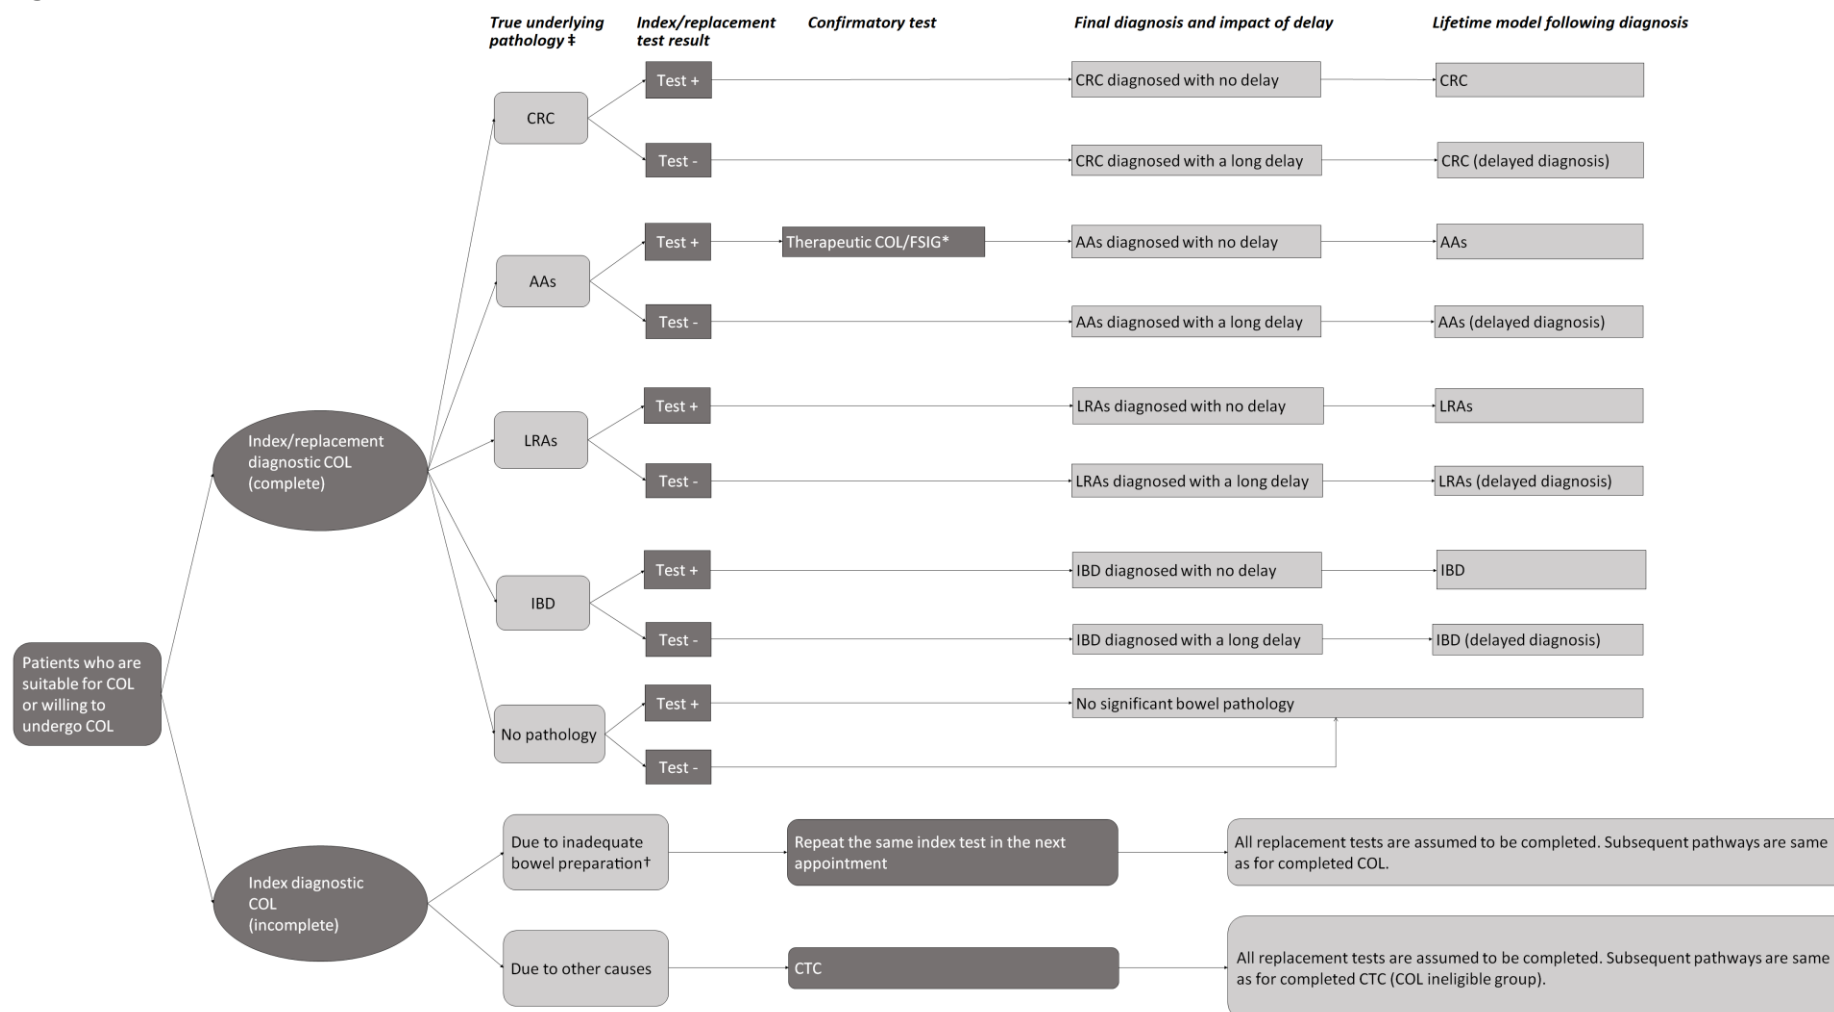 True underlying
pathology ‡
Index/replacement
test result
Confirmatory test
Final diagnosis and impact of delay
Lifetime model following diagnosis
Test +
CRC diagnosed with no delay
CRC
CRC
Test -
CRC diagnosed with a long delay
CRC (delayed diagnosis)
Test +
Therapeutic COL/FSIG*
AAs diagnosed with no delay
AAs
AAs
Test -
AAs diagnosed with a long delay
AAs (delayed diagnosis)
Index/replacement
diagnostic COL
(complete)
Test +
LRAs diagnosed with no delay
LRAs
LRAs
Test -
LRAs diagnosed with a long delay
LRAs (delayed diagnosis)
Test +
IBD diagnosed with no delay
IBD
IBD
Test -
IBD diagnosed with a long delay
IBD (delayed diagnosis)
Patients who are
suitable for COL
or willing to
undergo COL
Test +
No significant bowel pathology
No pathology
Test -
Index diagnostic
COL
(incomplete)
Due to inadequate
bowel preparation†
Repeat the same index test in the next
appointment
All replacement tests are assumed to be completed. Subsequent pathways are same
as for completed COL.
Due to other causes
CTC
All replacement tests are assumed to be completed. Subsequent pathways are same
as for completed CTC (COL ineligible group).